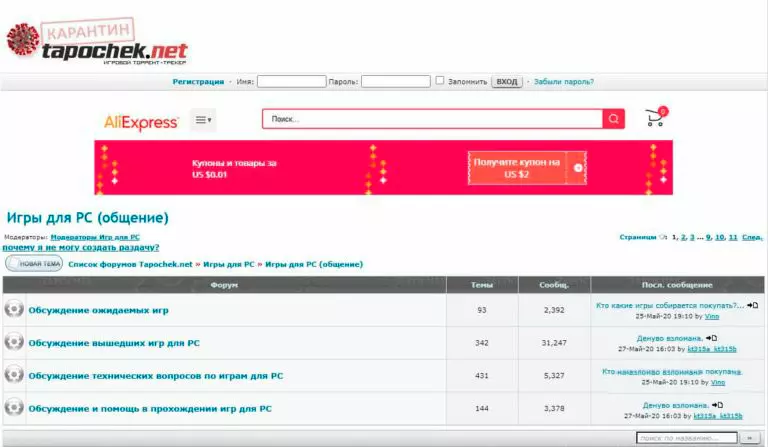 КАРАНТИН
tapochek.net
ИГРОВОЙ ТОРРЕНТ-ТРЕКЕР
Регистрация · Имя: Пароль: Запомнить ВХОД · Забыли пароль?
AliExpress Поиск... 0
Купоны и товары за
US $0.01
Получите купон на
US $2
Игры для PC (общение)
Модераторы: Модераторы Игр для PC
Страницы : 1, 2, 3 ... 9, 10, 11 След.
почему я не могу создать раздачу?
НОВАЯ ТЕМА Список форумов Tapochek.net » Игры для PC » Игры для PC (общение)
Форум Темы Сообщ. Посл. сообщение
Обсуждение ожидаемых игр 93 2,392 Кто какие игры собирается покупать?...
25-Май-20 19:10 by Vino
Обсуждение вышедших игр для PC 342 31,247 Денуво взломана.
27-Май-20 16:03 by kt315a_kt315b
Обсуждение технических вопросов по играм для PC 431 5,327 Кто
покупать
25-Май-20 19:10 by Vino
Обсуждение и помощь в прохождении игр для PC 144 3,378 Денуво взломана.
27-Май-20 16:03 by kt315a_kt315b
поиск по названию... »